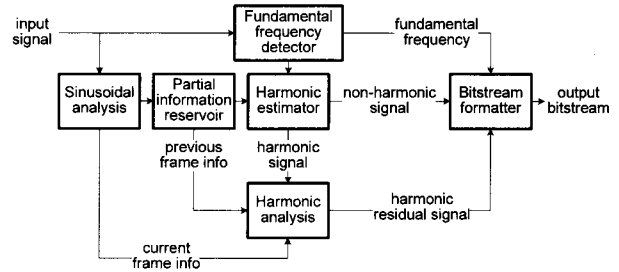 input
signal
Fundamental
frequency
detector
fundamental
frequency
Sinusoidal
analysis
Partial
information
reservoir
Harmonic
estimator
non-harmonic
signal
Bitstream
formatter
output
bitstream
previous
frame info
harmonic
signal
Harmonic
analysis
harmonic
residual signal
current
frame info